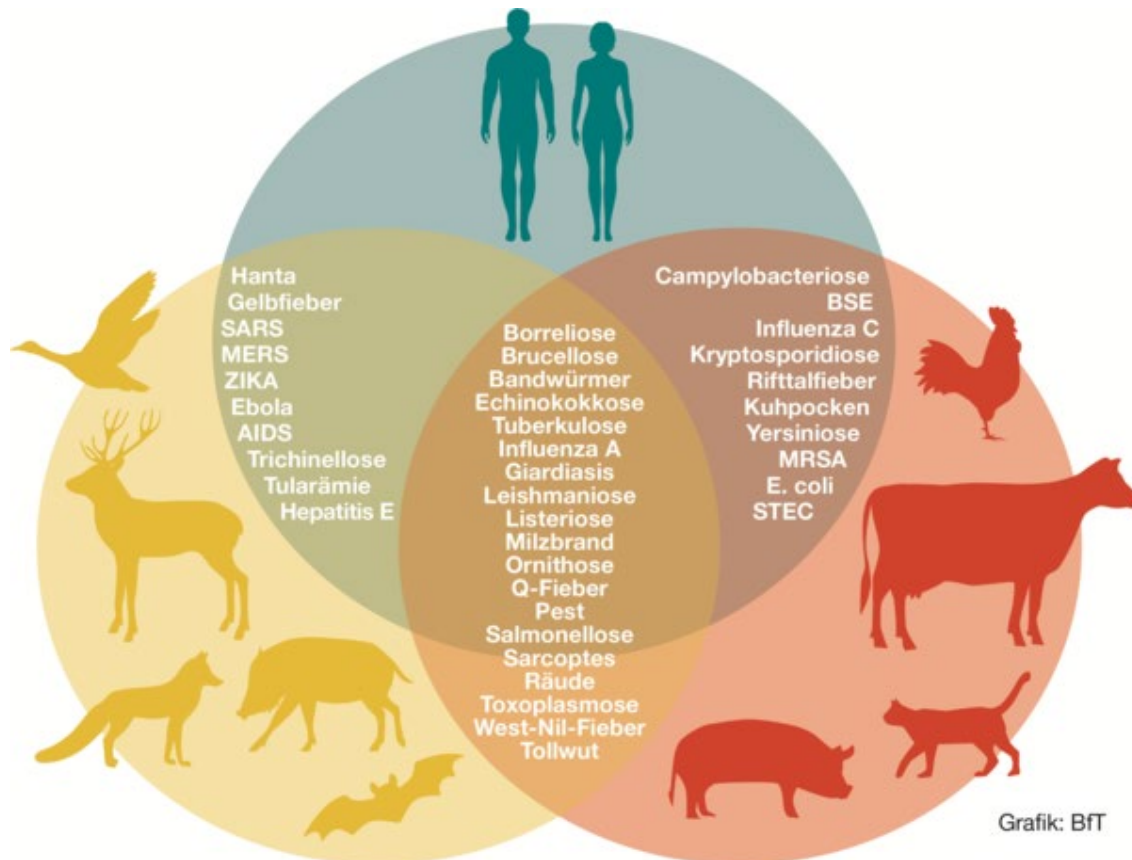 Hanta
Gelbfieber
SARS
MERS
ZIKA
Ebola
AIDS
Trichinellose
Tularämie
Hepatitis E
Borreliose
Brucellose
Bandwürmer
Echinokokkose
Tuberkulose
Influenza A
Giardiasis
Leishmaniose
Listeriose
Milzbrand
Ornithose
Q-Fieber
Pest
Salmonellose
Sarcoptes
Räude
Toxoplasmose
West-Nil-Fieber
Tollwut
Campylobacteriose
BSE
Influenza C
Kryptosporidiose
Rifttalfieber
Kuhpocken
Yersiniose
MRSA
E. coli
STEC
Grafik: BfT